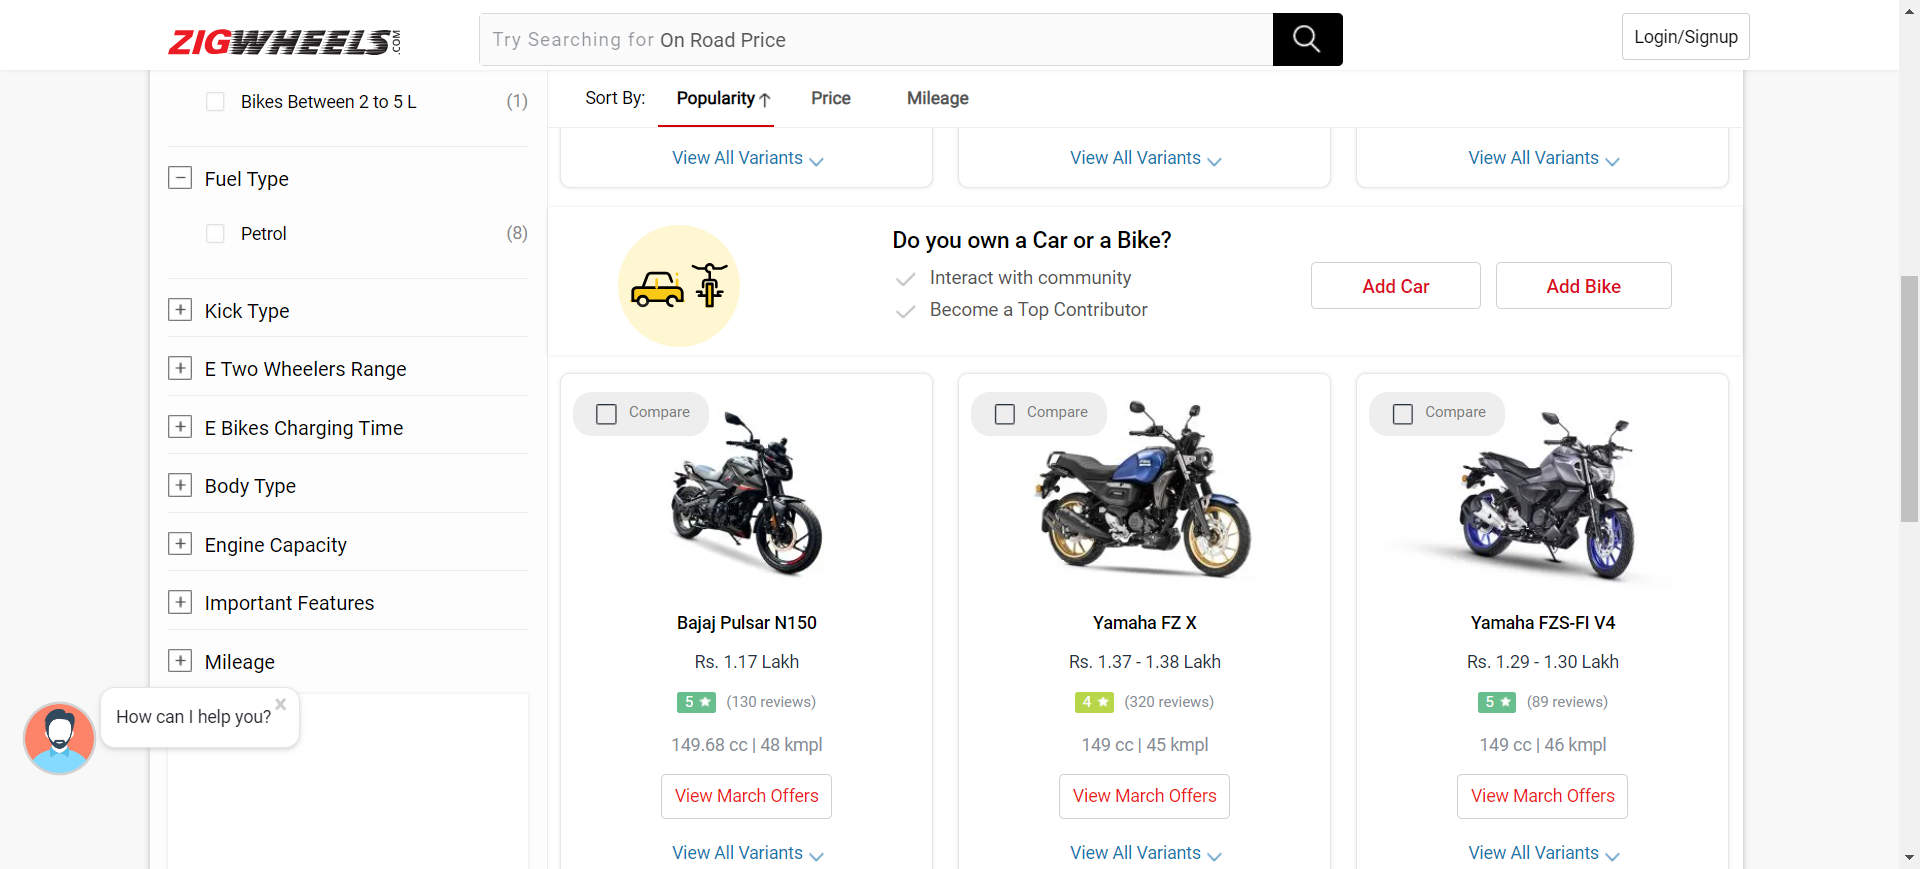 ZIGWHEELS.COM
Try Searching for On Road Price
Login/Signup
Bikes Between 2 to 5 L (1)
Fuel Type
Petrol (8)
Kick Type
E Two Wheelers Range
E Bikes Charging Time
Body Type
Engine Capacity
Important Features
Mileage
How can I help you?
Sort By: Popularity Price Mileage
View All Variants View All Variants View All Variants
Do you own a Car or a Bike?
Interact with community
Become a Top Contributor
Add Car Add Bike
Compare Compare Compare
Bajaj Pulsar N150 Yamaha FZ X Yamaha FZS-FI V4
Rs. 1.17 Lakh Rs. 1.37 - 1.38 Lakh Rs. 1.29 - 1.30 Lakh
5 ★ (130 reviews) 4 ★ (320 reviews) 5 ★ (89 reviews)
149.68 cc | 48 kmpl 149 cc | 45 kmpl 149 cc | 46 kmpl
View March Offers View March Offers View March Offers
View All Variants View All Variants View All Variants